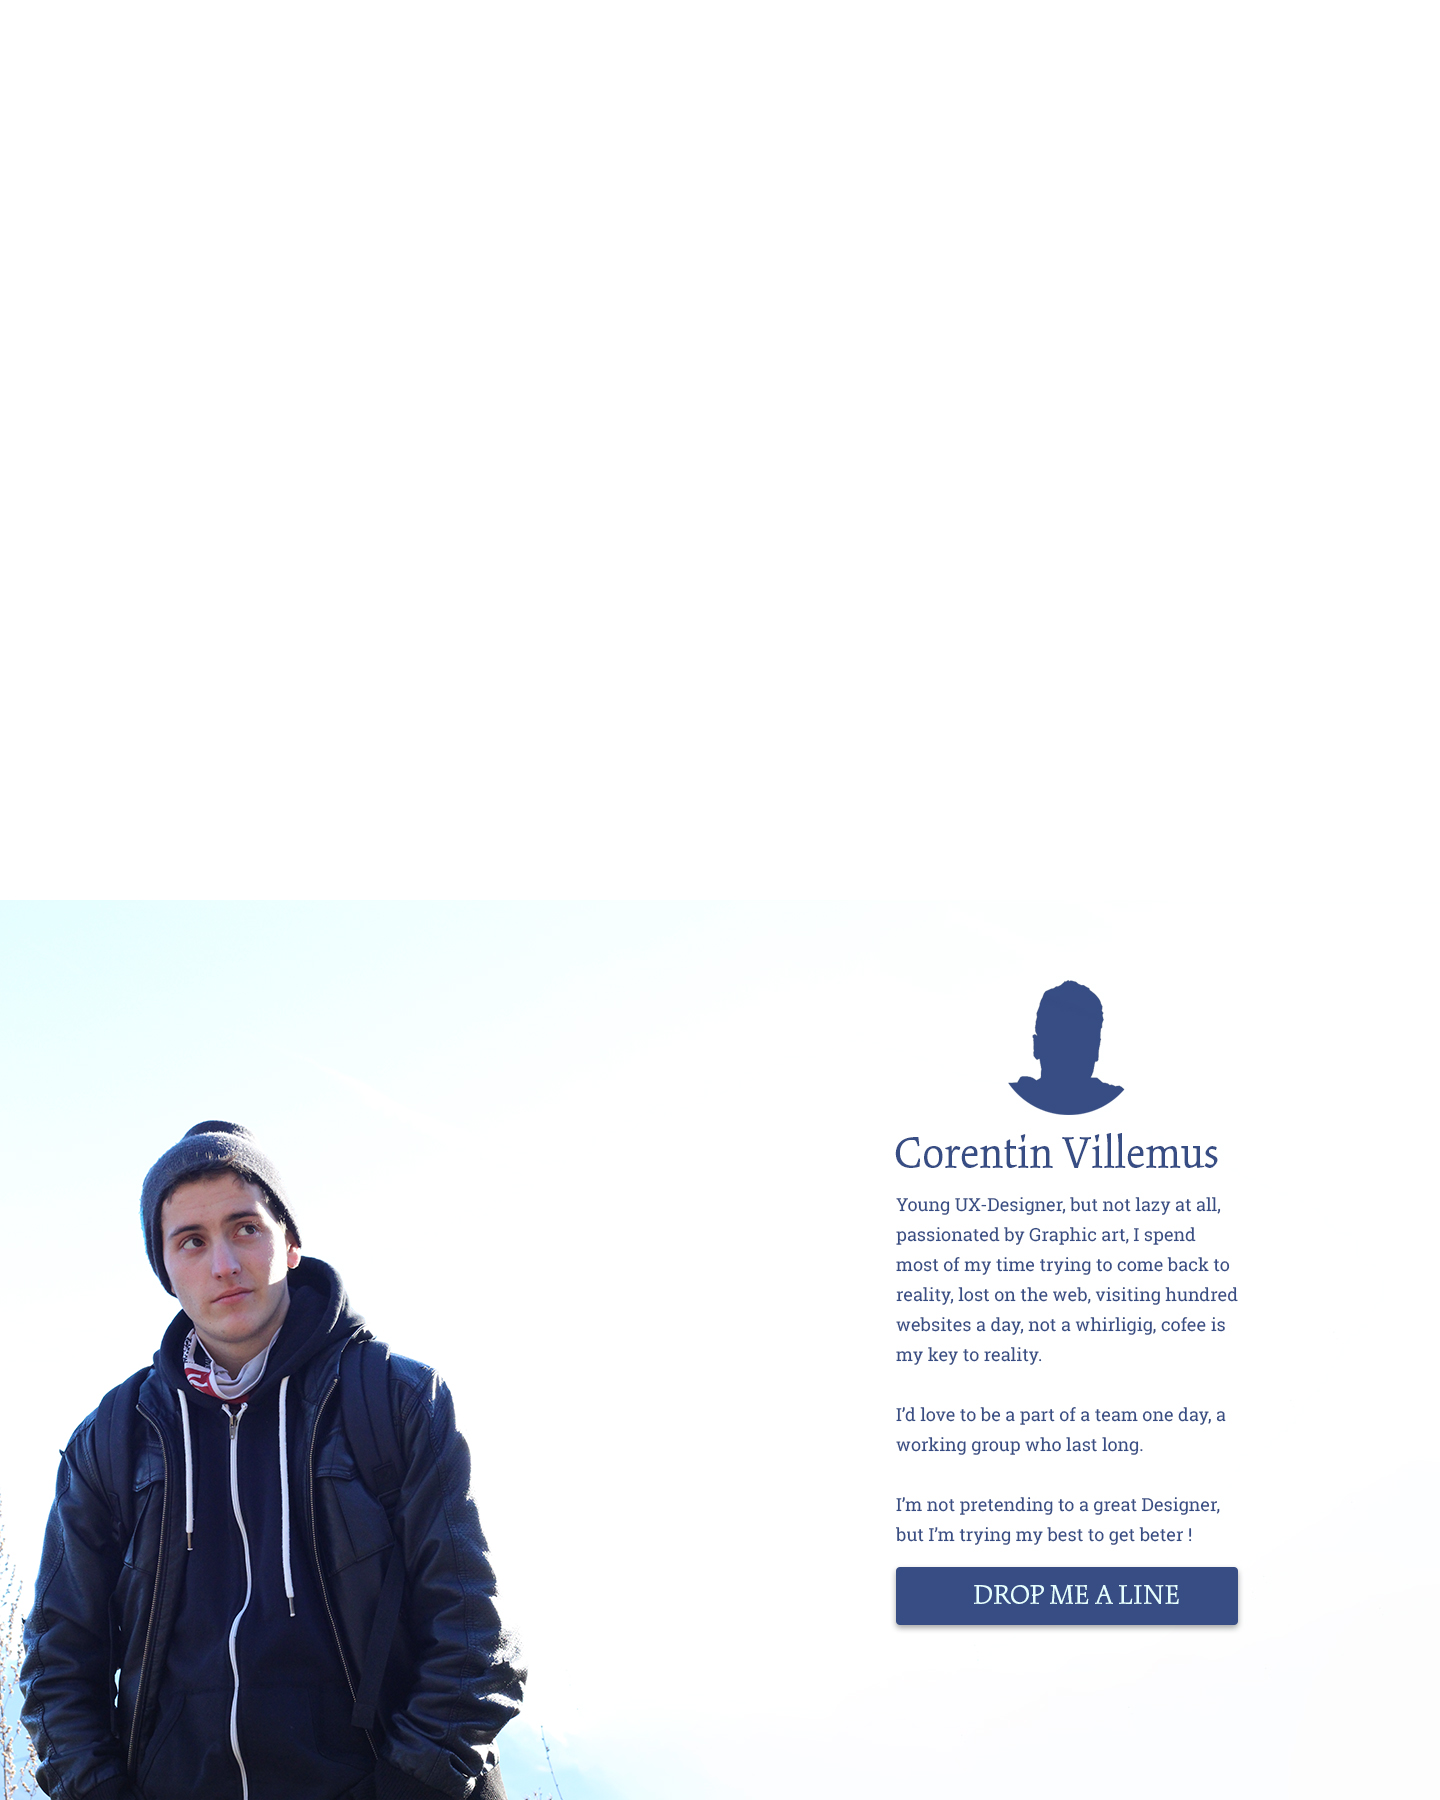 Corentin Villemus
Young UX-Designer, but not lazy at all,
passionated by Graphic art, I spend
most of my time trying to come back to
reality, lost on the web, visiting hundred
websites a day, not a whirligig, cofee is
my key to reality.
I’d love to be a part of a team one day, a
working group who last long.
I’m not pretending to a great Designer,
but I’m trying my best to get beter !
DROP ME A LINE